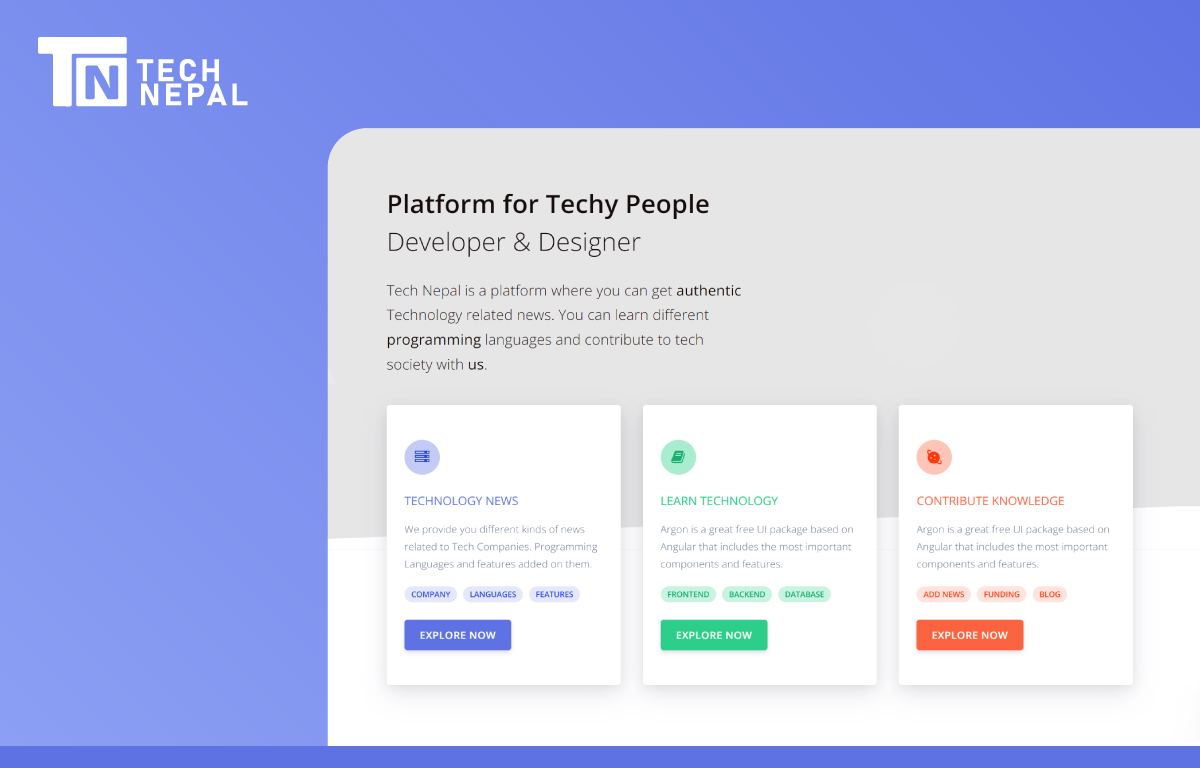 TN TECH
NEPAL
Platform for Techy People
Developer & Designer
Tech Nepal is a platform where you can get authentic
Technology related news. You can learn different
programming languages and contribute to tech
society with us.
TECHNOLOGY NEWS
We provide you different kinds of news
related to Tech Companies. Programming
Languages and features added on them.
COMPANY LANGUAGES FEATURES
EXPLORE NOW
LEARN TECHNOLOGY
Argon is a great free UI package based on
Angular that includes the most important
components and features.
FRONTEND BACKEND DATABASE
EXPLORE NOW
CONTRIBUTE KNOWLEDGE
Argon is a great free UI package based on
Angular that includes the most important
components and features.
ADD NEWS FUNDING BLOG
EXPLORE NOW